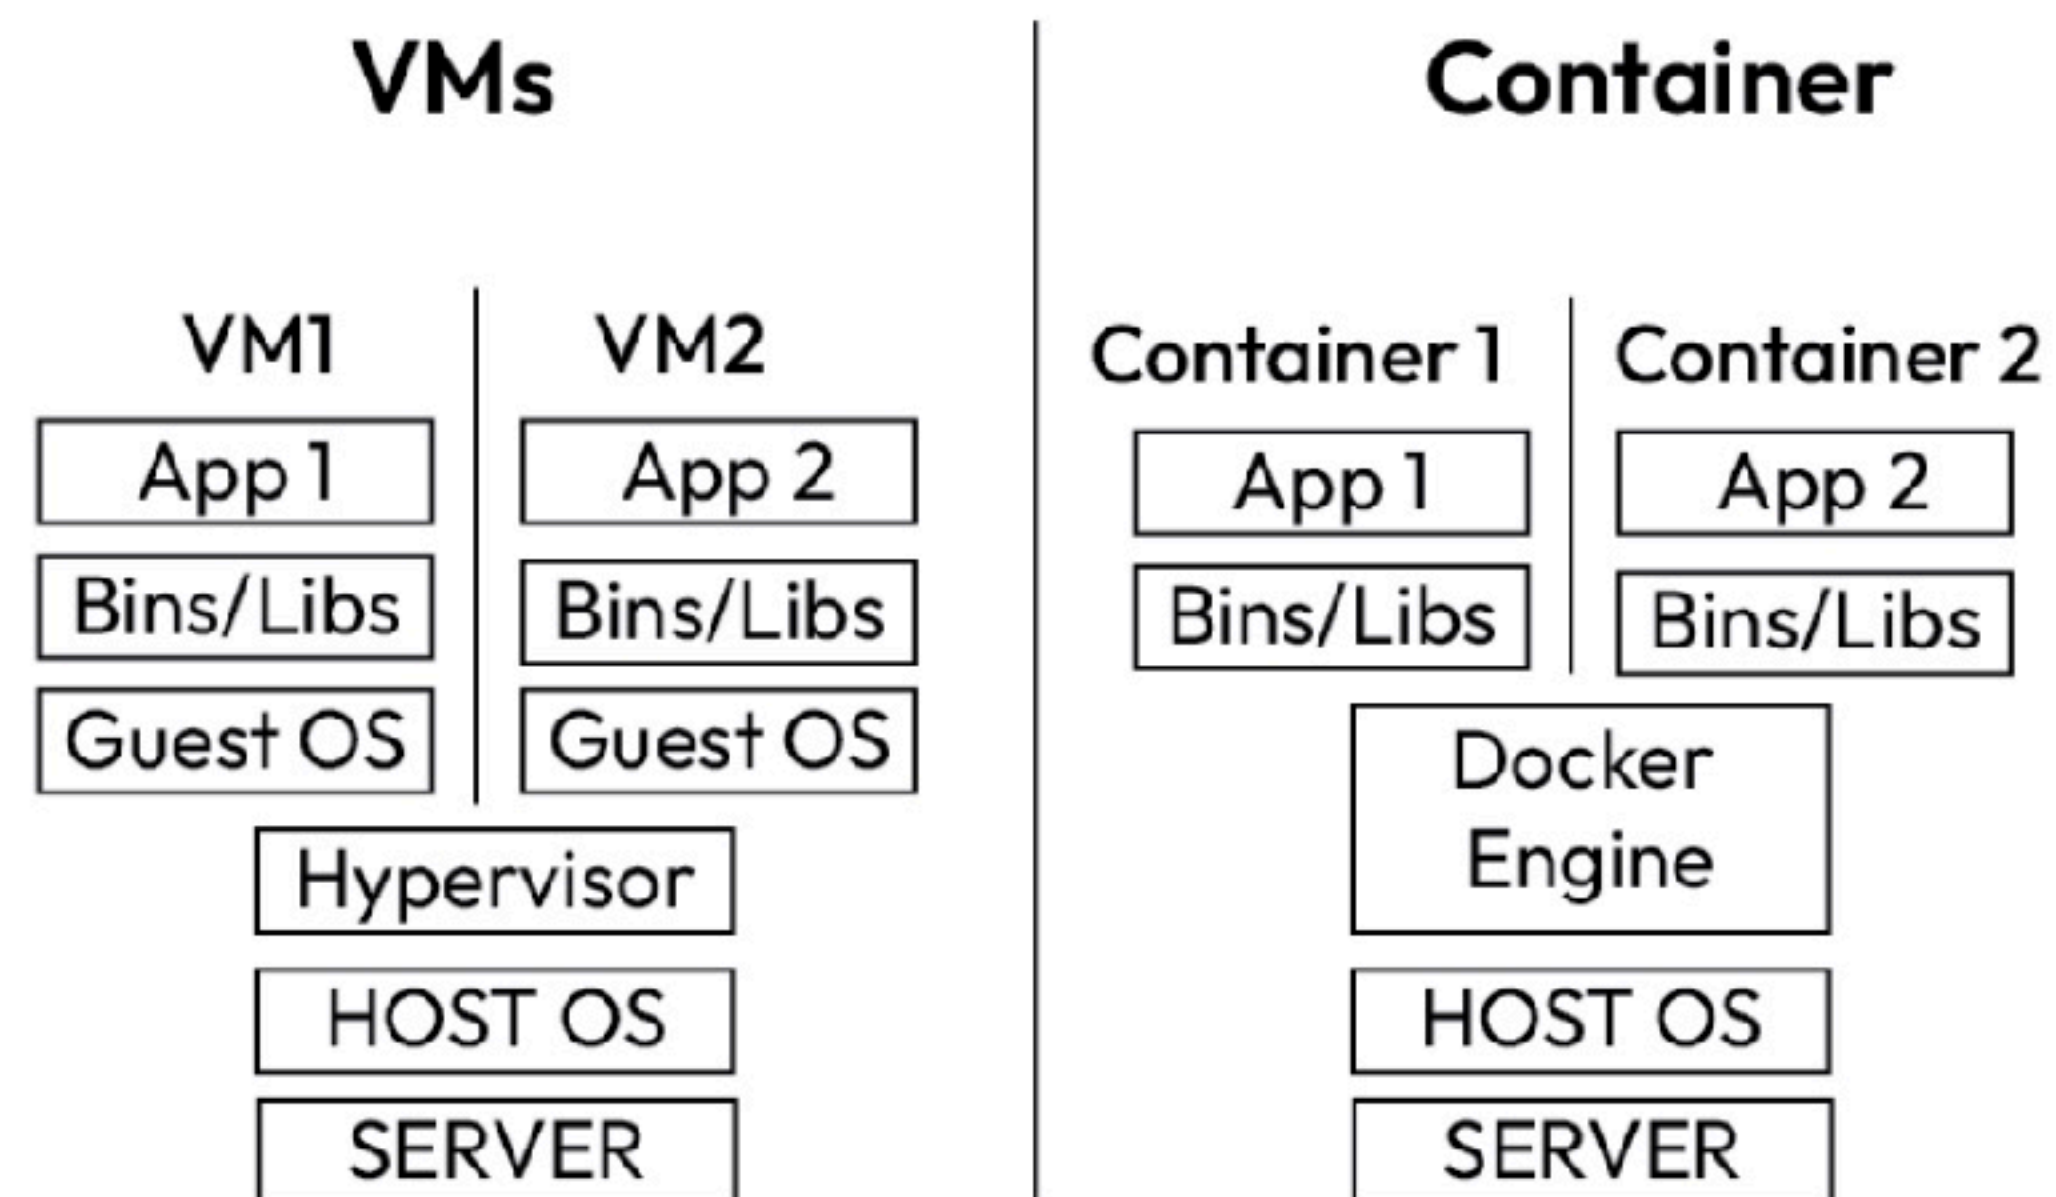 VMs
VM1
VM2
App 1
App 2
Bins/Libs
Bins/Libs
Guest OS
Guest OS
Hypervisor
HOST OS
SERVER
Container
Container 1
Container 2
App 1
App 2
Bins/Libs
Bins/Libs
Docker
Engine
HOST OS
SERVER